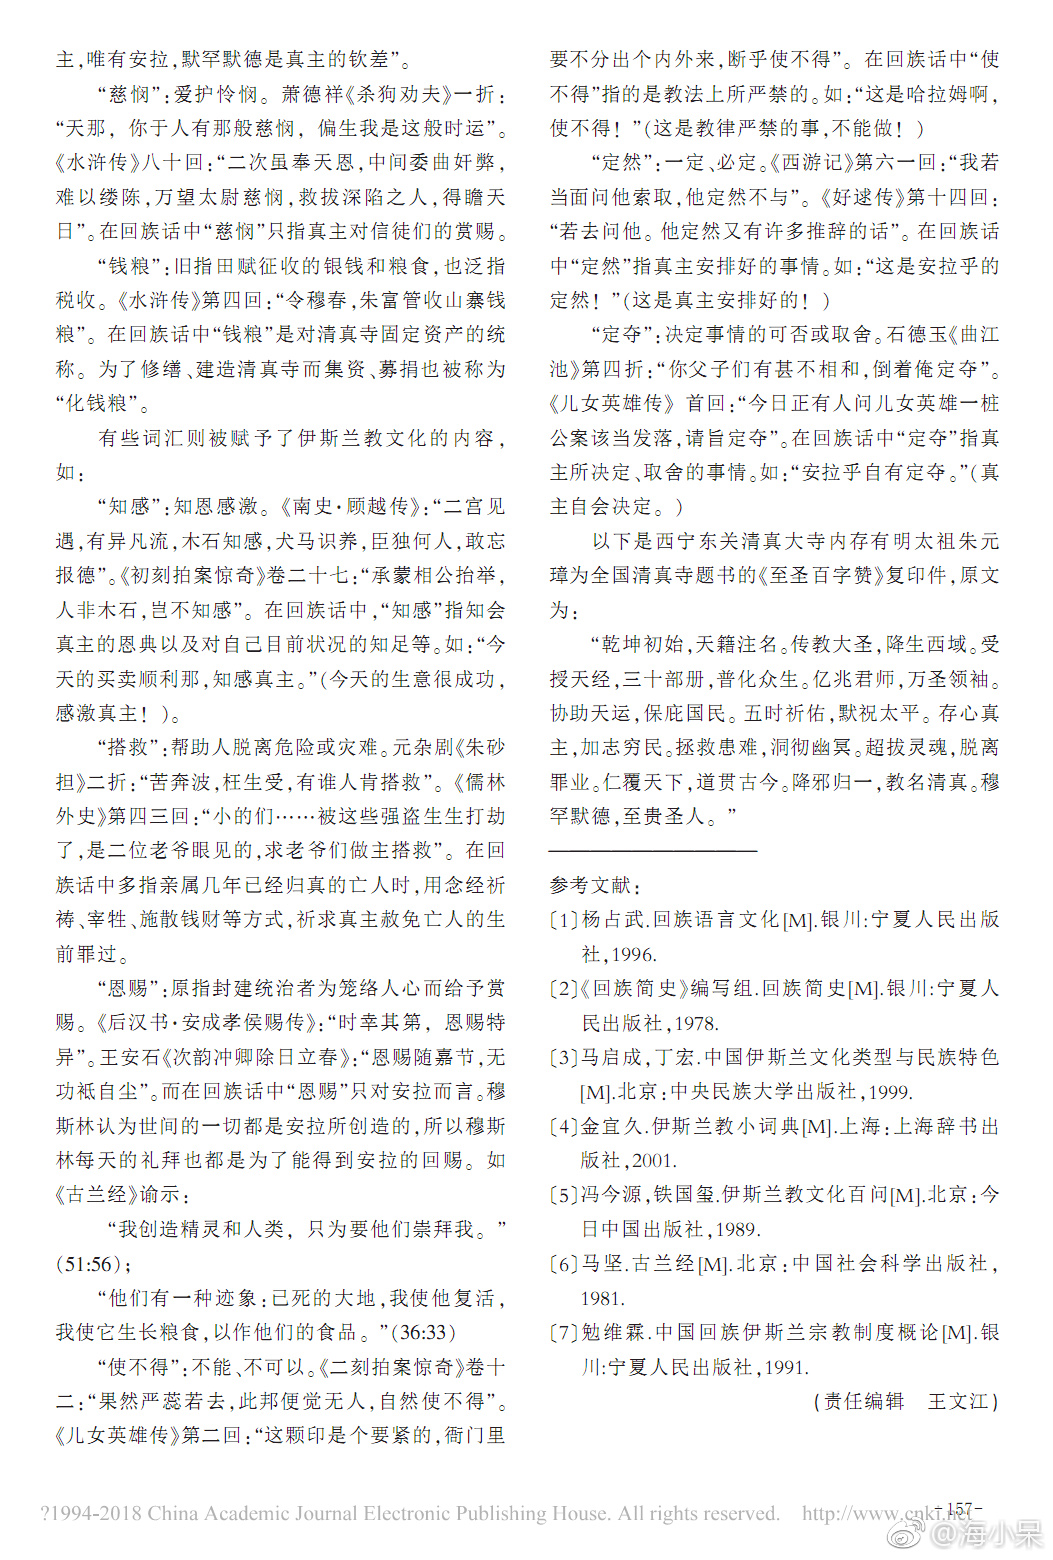 主,唯有安拉,默罕默德是真主的钦差”。
“慈悯”:爱护怜悯。萧德祥《杀狗劝夫》一折:
“天那, 你于人有那般慈悯, 偏生我是这般时运”。
《水浒传》八十回:“二次虽奉天恩,中间委曲奸弊,
难以缕陈,万望太尉慈悯,救拔深陷之人,得瞻天
日”。在回族话中“慈悯”只指真主对信徒们的赏赐。
“钱粮”:旧指田赋征收的银钱和粮食,也泛指
税收。《水浒传》第四回:“令穆春,朱富管收山寨钱
粮”。在回族话中“钱粮”是对清真寺固定资产的统
称。为了修缮、建造清真寺而集资、募捐也被称为
“化钱粮”。
有些词汇则被赋予了伊斯兰教文化的内容,
如:
“知感”:知恩感激。《南史·顾越传》:“二宫见
遇,有异凡流,木石知感,犬马识养,臣独何人,敢忘
报德”。《初刻拍案惊奇》卷二十七:“承蒙相公抬举,
人非木石,岂不知感”。在回族话中,“知感”指知会
真主的恩典以及对自己目前状况的知足等。如:“今
天的买卖顺利那,知感真主。”(今天的生意很成功,
感激真主!)。
“搭救”:帮助人脱离危险或灾难。元杂剧《朱砂
担》二折:“苦奔波,枉生受,有谁人肯搭救”。《儒林
外史》第四三回:“小的们……被这些强盗生生打劫
了,是二位老爷眼见的,求老爷们做主搭救”。在回
族话中多指亲属几年已经归真的亡人时,用念经祈
祷、宰牲、施散钱财等方式,祈求真主赦免亡人的生
前罪过。
“恩赐”:原指封建统治者为笼络人心而给予赏
赐。《后汉书·安成孝侯赐传》:“时幸其第, 恩赐特
异”。王安石《次韵冲卿除日立春》:“恩赐随嘉节,无
功袛自尘”。而在回族话中“恩赐”只对安拉而言。穆
斯林认为世间的一切都是安拉所创造的,所以穆斯
林每天的礼拜也都是为了能得到安拉的回赐。如
《古兰经》谕示:
“我创造精灵和人类, 只为要他们崇拜我。”
(51:56);
“他们有一种迹象:已死的大地,我使他复活,
我使它生长粮食,以作他们的食品。”(36:33)
“使不得”:不能、不可以。《二刻拍案惊奇》卷十
二:“果然严蕊若去,此邦便觉无人,自然使不得”。
《儿女英雄传》第二回:“这颗印是个要紧的,衙门里
要不分出个内外来,断乎使不得”。在回族话中“使
不得”指的是教法上所严禁的。如:“这是哈拉姆啊,
使不得!”(这是教律严禁的事,不能做!)
“定然”:一定、必定。《西游记》第六一回:“我若
当面问他索取,他定然不与”。《好逑传》第十四回:
“若去问他。他定然又有许多推辞的话”。在回族话
中“定然”指真主安排好的事情。如:“这是安拉乎的
定然!”(这是真主安排好的!)
“定夺”:决定事情的可否或取舍。石德玉《曲江
池》第四折:“你父子们有甚不相和,倒着俺定夺”。
《儿女英雄传》首回:“今日正有人问儿女英雄一桩
公案该当发落,请旨定夺”。在回族话中“定夺”指真
主所决定、取舍的事情。如:“安拉乎自有定夺。”(真
主自会决定。)
以下是西宁东关清真大寺内存有明太祖朱元
璋为全国清真寺题书的《至圣百字赞》复印件,原文
为:
“乾坤初始,天籍注名。传教大圣,降生西域。受
授天经,三十部册,普化众生。亿兆君师,万圣领袖。
协助天运,保庇国民。五时祈佑,默祝太平。存心真
主,加志穷民。拯救患难,洞彻幽冥。超拔灵魂,脱离
罪业。仁覆天下,道贯古今。降邪归一,教名清真。穆
罕默德,至贵圣人。”
参考文献:
〔1〕杨占武.回族语言文化[M].银川:宁夏人民出版
社,1996.
〔2〕《回族简史》编写组.回族简史[M].银川:宁夏人
民出版社,1978.
〔3〕马启成,丁宏.中国伊斯兰文化类型与民族特色
[M].北京:中央民族大学出版社,1999.
〔4〕金宜久.伊斯兰教小词典[M].上海:上海辞书出
版社,2001.
〔5〕冯今源,铁国玺.伊斯兰教文化百问[M].北京:今
日中国出版社,1989.
〔6〕马坚.古兰经[M].北京:中国社会科学出版社,
1981.
〔7〕勉维霖.中国回族伊斯兰宗教制度概论[M].银
川:宁夏人民出版社,1991.
(责任编辑 王文江)
-157-
?1994-2018 China Academic Journal Electronic Publishing House. All rights reserved. http://www.cnki.net
@海小呆